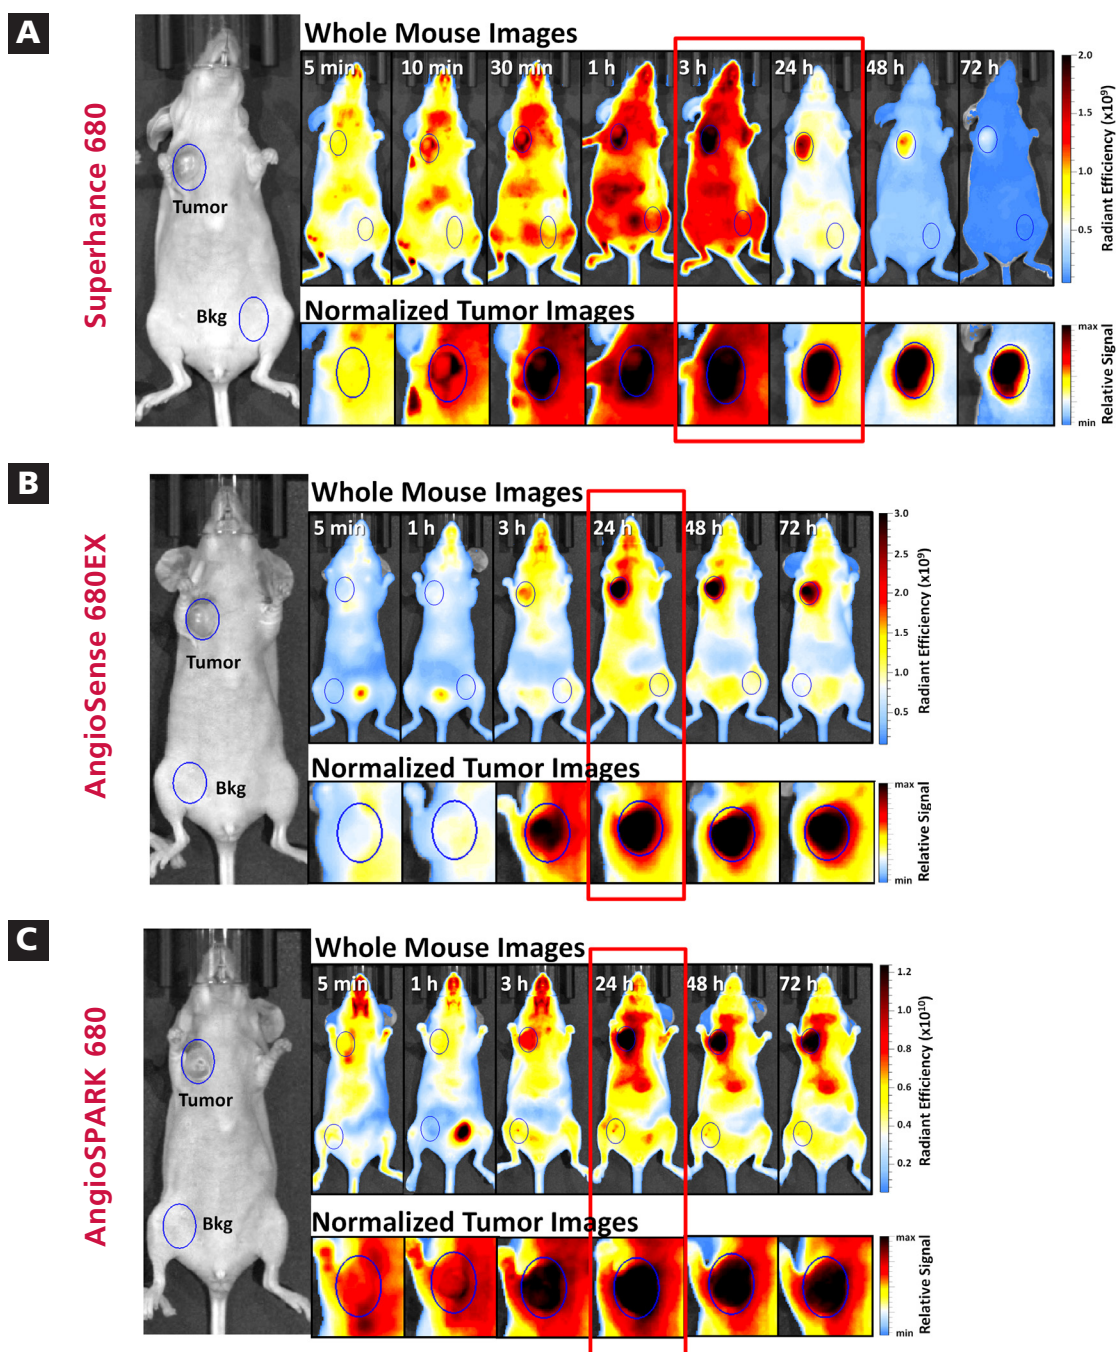 A
Superhance 680
Whole Mouse Images
5 min 10 min 30 min 1 h 3 h 24 h 48 h 72 h
Tumor
Bkg
2.0
1.5
1.0
0.5
Radiant Efficiency (x10⁹)
Normalized Tumor Images
max
min
Relative Signal
B
AngioSense 680EX
Whole Mouse Images
5 min 1 h 3 h 24 h 48 h 72 h
Tumor
Bkg
3.0
2.5
2.0
1.5
1.0
0.5
Radiant Efficiency (x10⁹)
Normalized Tumor Images
max
min
Relative Signal
C
AngioSPARK 680
Whole Mouse Images
5 min 1 h 3 h 24 h 48 h 72 h
Tumor
Bkg
1.2
1.0
0.8
0.6
0.4
0.2
Radiant Efficiency (x10¹⁰)
Normalized Tumor Images
max
min
Relative Signal